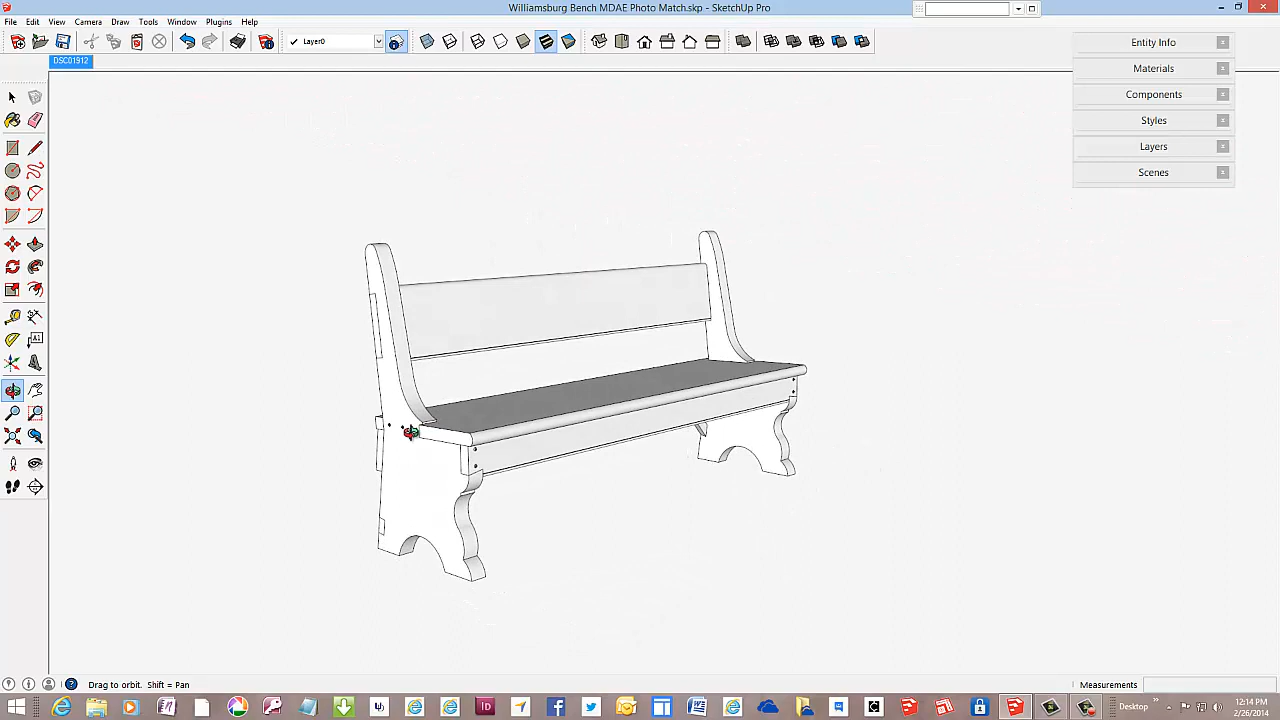 Williamsburg Bench MDAE Photo Match.skp - SketchUp Pro
File Edit View Camera Draw Tools Window Plugins Help
Layer0
DSC01912
Entity Info
Materials
Components
Styles
Layers
Scenes
A1
Drag to orbit. Shift = Pan
Measurements
Desktop
12:14 PM
2/26/2014